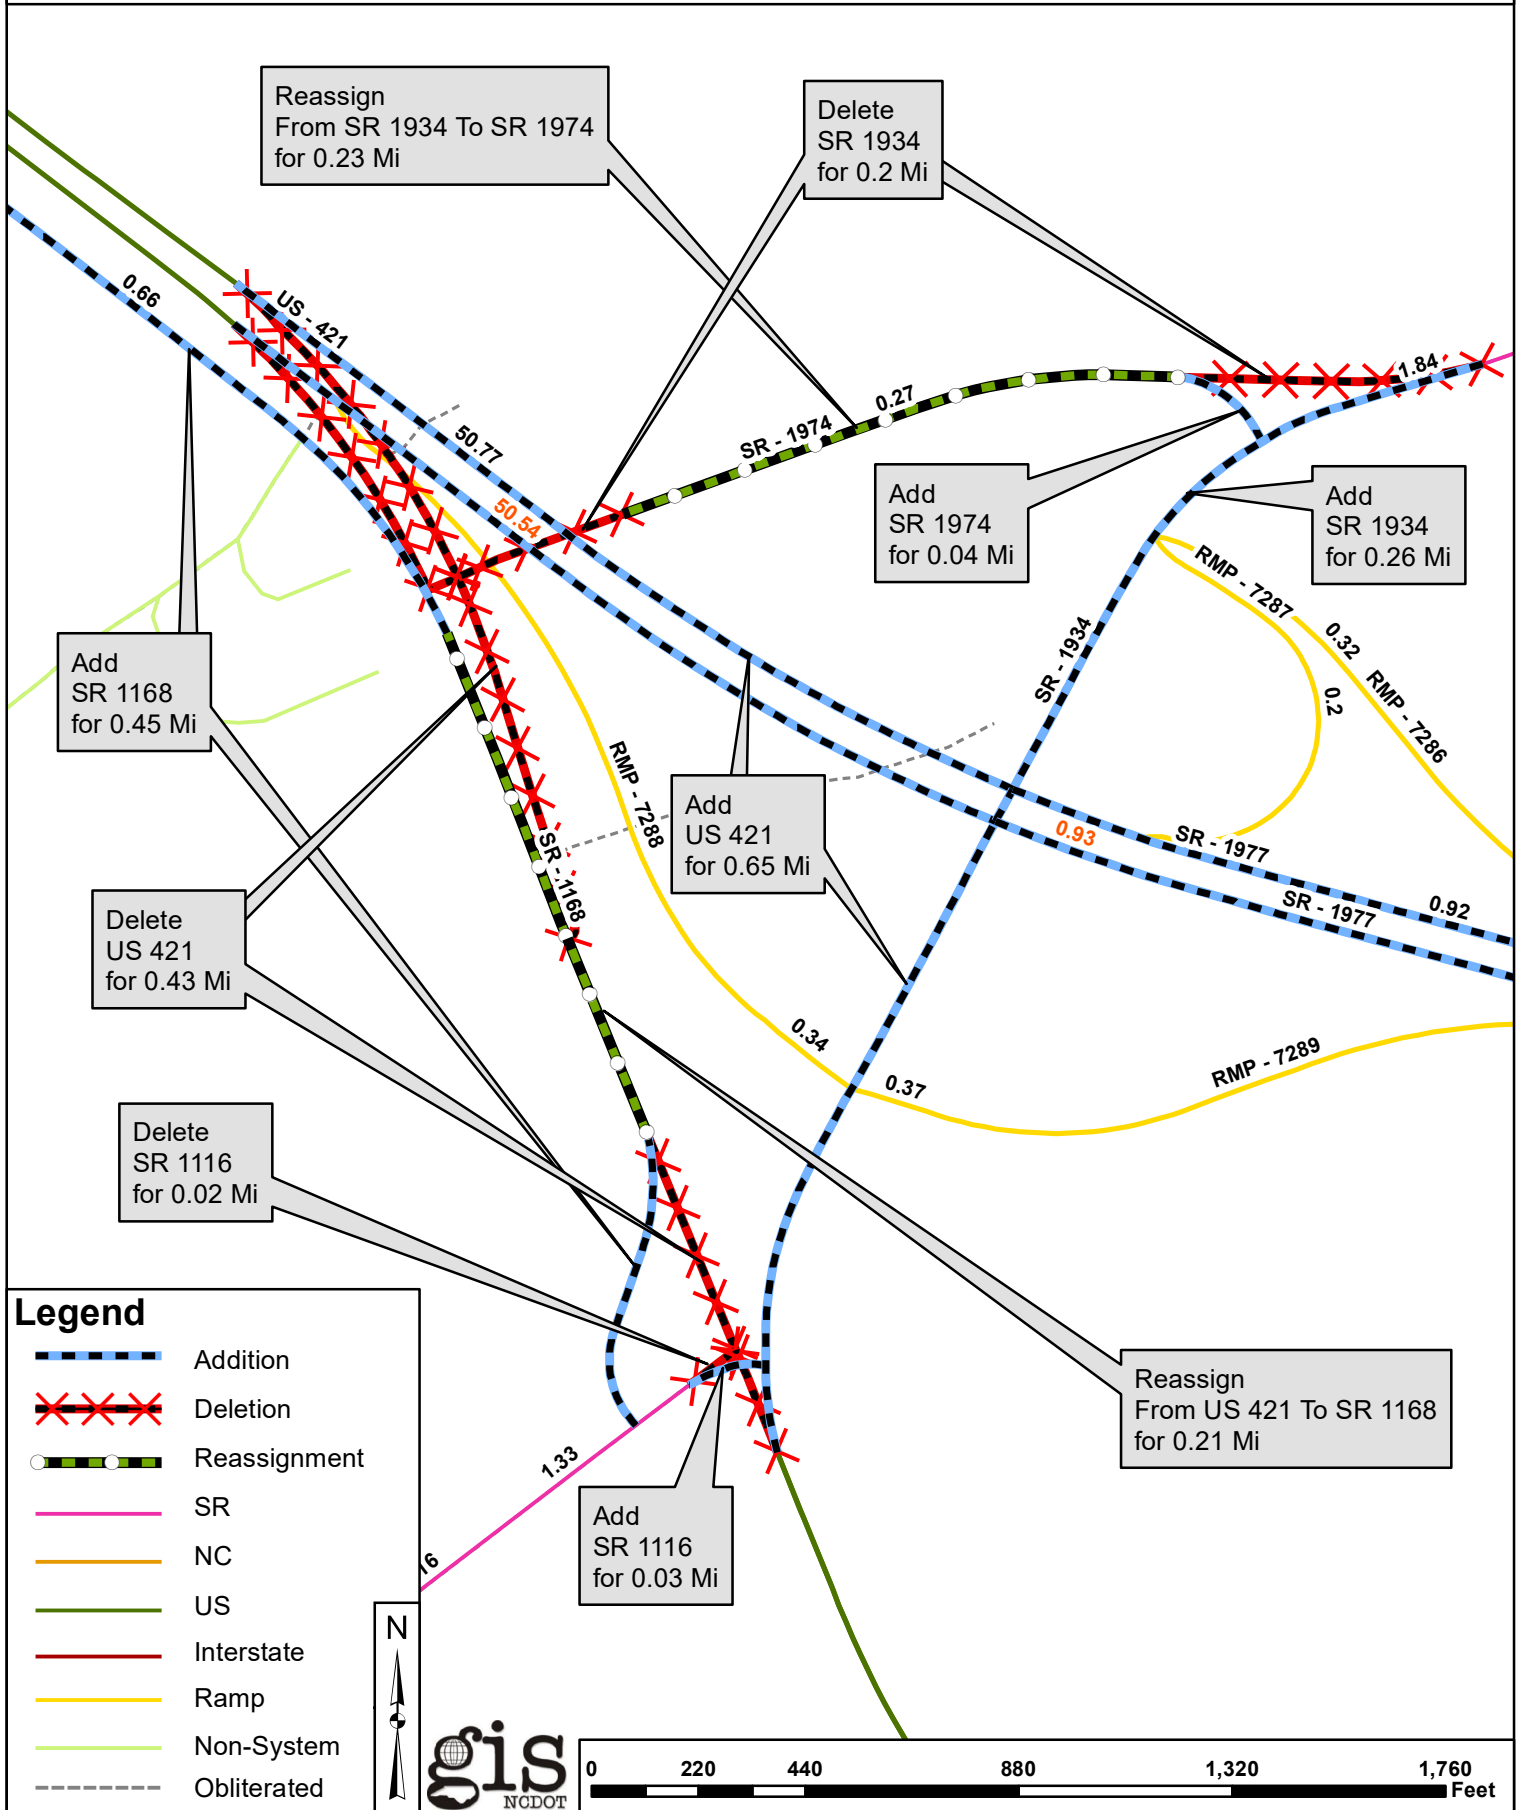 Reassign
From SR 1934 To SR 1974
for 0.23 Mi
Delete
SR 1934
for 0.2 Mi
0.66
US - 421
50.77
50.54
SR - 1974
0.27
1.84
Add
SR 1974
for 0.04 Mi
Add
SR 1934
for 0.26 Mi
RMP - 7287
0.32
RMP - 7286
0.2
SR - 1934
Add
SR 1168
for 0.45 Mi
RMP - 7288
Add
US 421
for 0.65 Mi
0.93
SR - 1977
SR - 1977
0.92
SR - 1168
Delete
US 421
for 0.43 Mi
0.34
0.37
RMP - 7289
Delete
SR 1116
for 0.02 Mi
Reassign
From US 421 To SR 1168
for 0.21 Mi
1.33
16
Add
SR 1116
for 0.03 Mi
Legend
Addition
Deletion
Reassignment
SR
NC
US
Interstate
Ramp
Non-System
Obliterated
N
gis
NCDOT
0 220 440 880 1,320 1,760
Feet